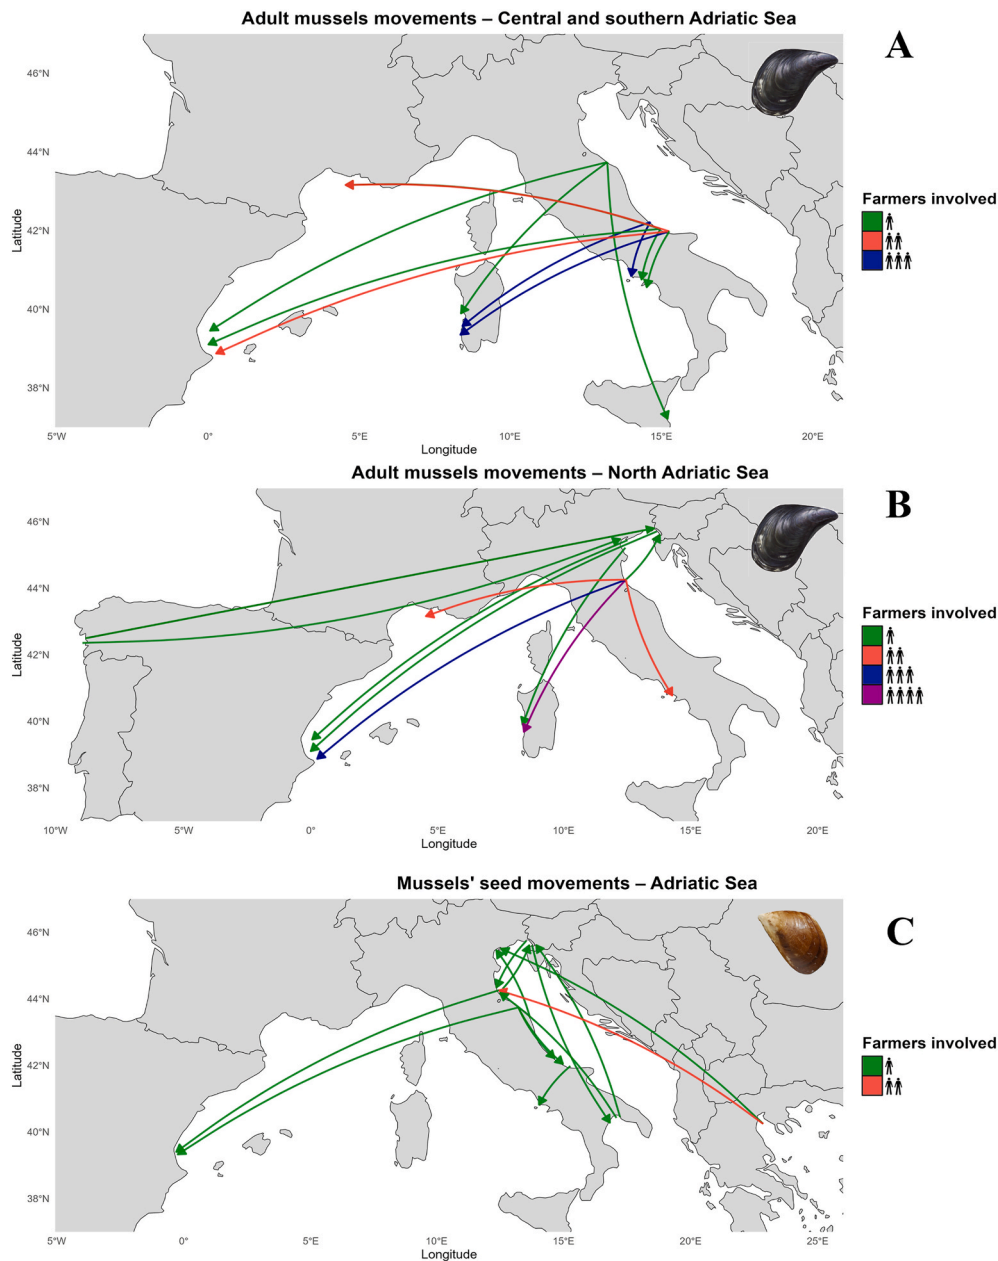 Adult mussels movements – Central and southern Adriatic Sea
A
46°N
44°N
42°N
40°N
38°N
Latitude
5°W 0° 5°E 10°E 15°E 20°E
Longitude
Farmers involved
Adult mussels movements – North Adriatic Sea
B
46°N
44°N
42°N
40°N
38°N
Latitude
10°W 5°W 0° 5°E 10°E 15°E 20°E
Longitude
Farmers involved
Mussels' seed movements – Adriatic Sea
C
46°N
44°N
42°N
40°N
38°N
Latitude
5°W 0° 5°E 10°E 15°E 20°E 25°E
Longitude
Farmers involved